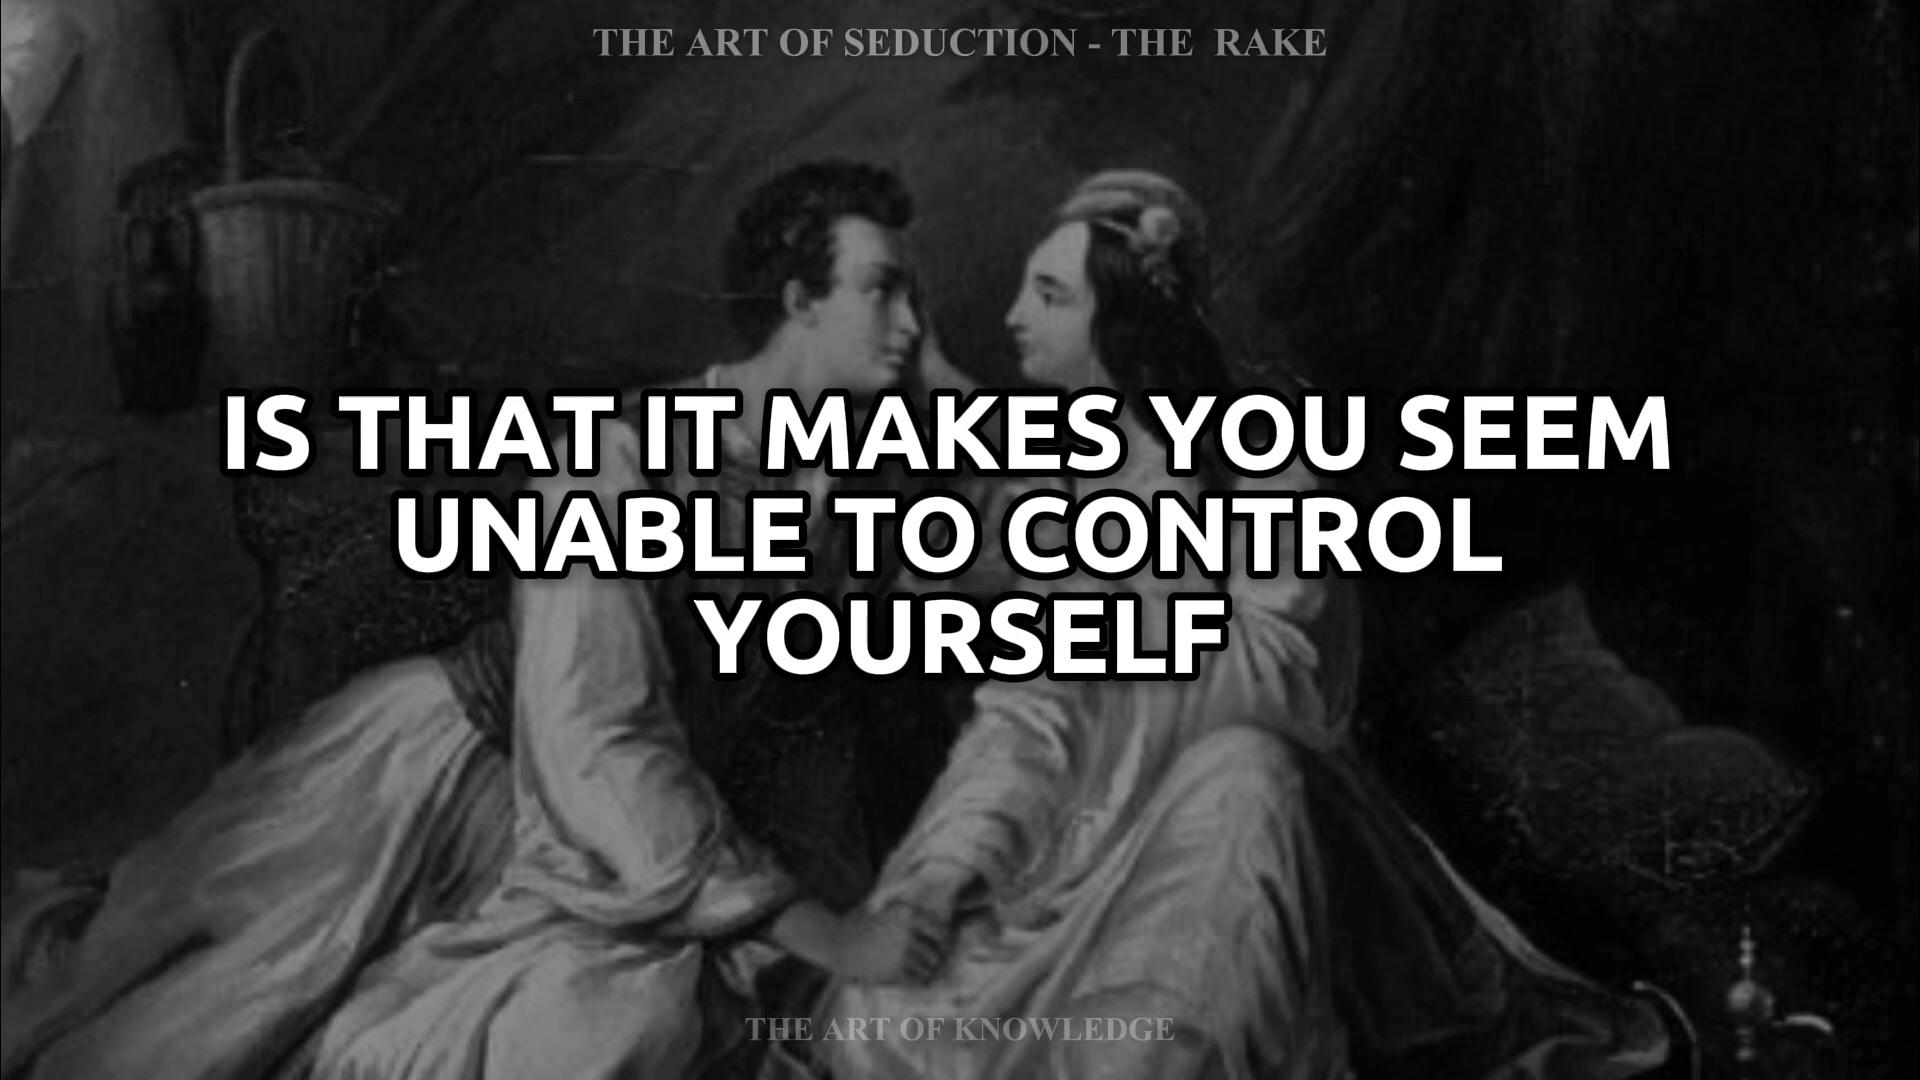 THE ART OF SEDUCTION - THE  RAKE
IS THAT IT MAKES YOU SEEM
UNABLE TO CONTROL
YOURSELF
THE ART OF KNOWLEDGE